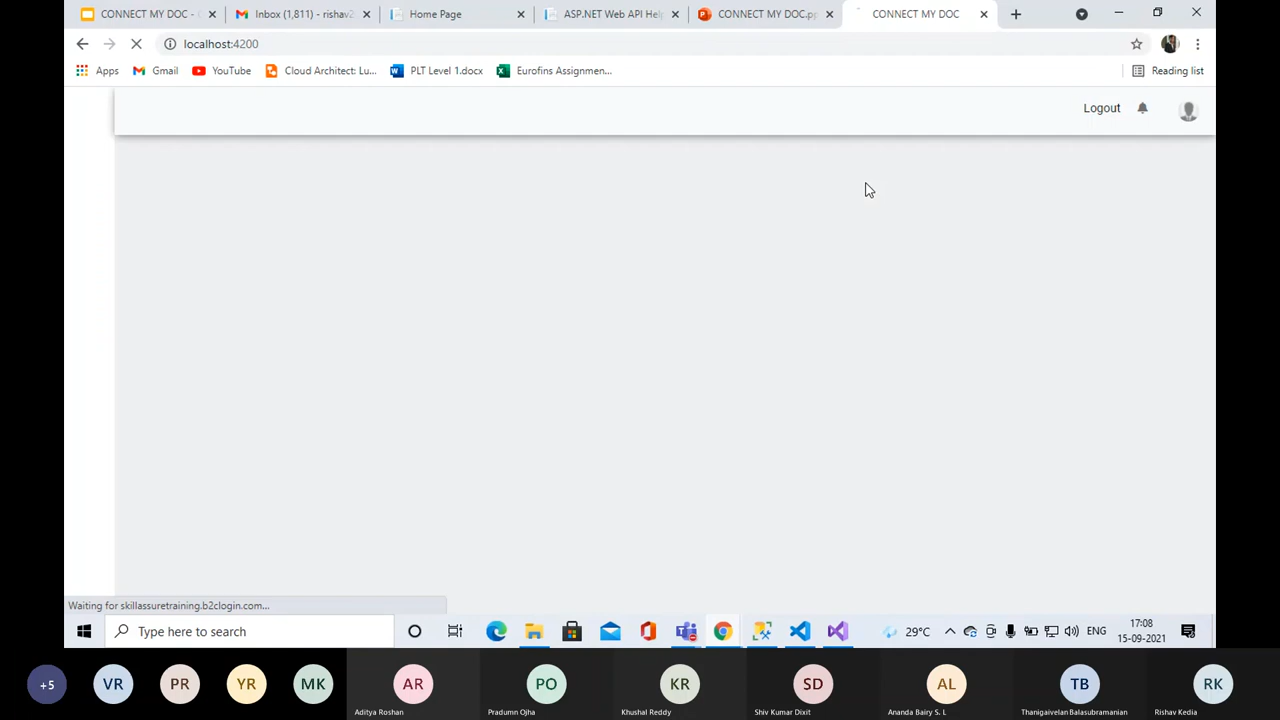 CONNECT MY DOC - 
Inbox (1,811) - rishav2
Home Page
ASP.NET Web API Help
CONNECT MY DOC.pp
CONNECT MY DOC
localhost:4200
Apps
Gmail
YouTube
Cloud Architect: Lu...
PLT Level 1.docx
Eurofins Assignmen...
Reading list
Logout
Waiting for skillassuretraining.b2clogin.com...
Type here to search
29°C
ENG
17:08
15-09-2021
+5
VR
PR
YR
MK
AR
Aditya Roshan
PO
Pradumn Ojha
KR
Khushal Reddy
SD
Shiv Kumar Dixit
AL
Ananda Bairy S. L
TB
Thanigaivelan Balasubramanian
RK
Rishav Kedia